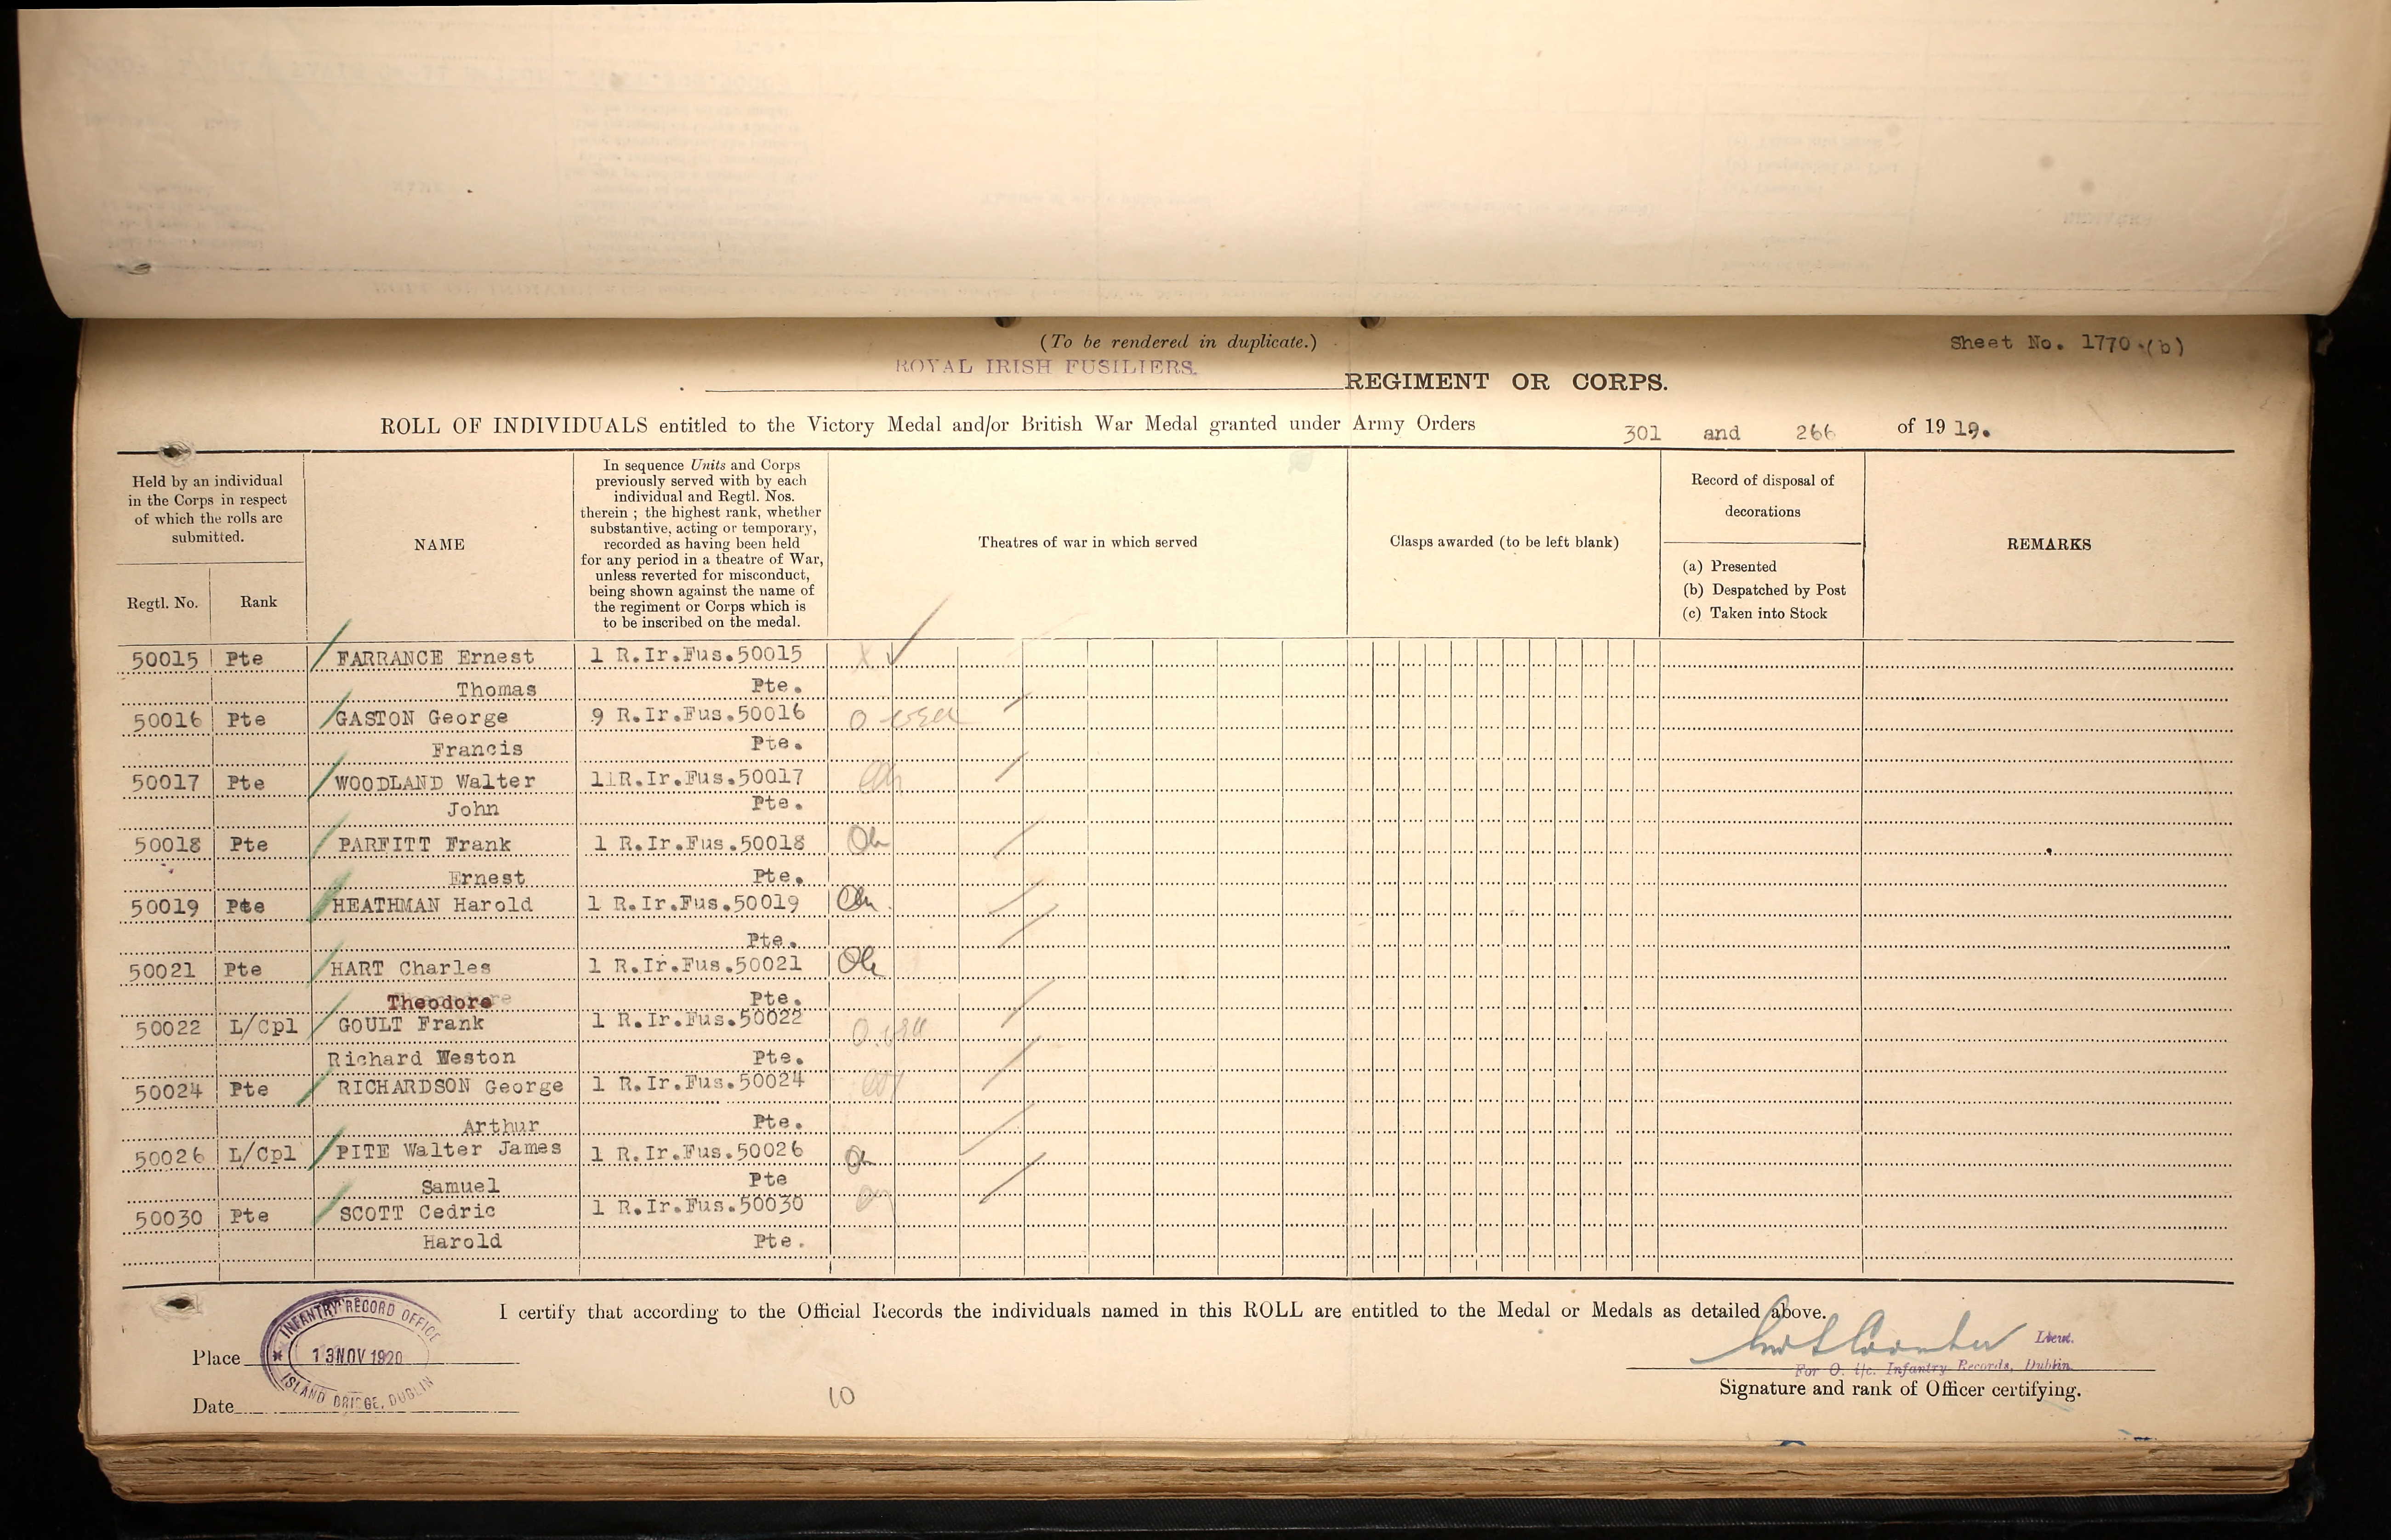 (To be rendered in duplicate.)
Sheet No. 1770.(b)
ROYAL IRISH FUSILIERS.
REGIMENT OR CORPS.
ROLL OF INDIVIDUALS entitled to the Victory Medal and/or British War Medal granted under Army Orders 301 and 266 of 1919.
Held by an individual
in the Corps in respect
of which the rolls are
submitted.
Regtl. No.
Rank
NAME
In sequence Units and Corps
previously served with by each
individual and Regtl. Nos.
therein ; the highest rank, whether
substantive, acting or temporary,
recorded as having been held
for any period in a theatre of War,
unless reverted for misconduct,
being shown against the name of
the regiment or Corps which is
to be inscribed on the medal.
Theatres of war in which served
Clasps awarded (to be left blank)
Record of disposal of
decorations
(a) Presented
(b) Despatched by Post
(c) Taken into Stock
REMARKS
50015 Pte FARRANCE Ernest 1 R.Ir.Fus.50015
Thomas Pte.
50016 Pte GASTON George 9 R.Ir.Fus.50016
Francis Pte.
50017 Pte WOODLAND Walter 11R.Ir.Fus.50017
John Pte.
50018 Pte PARFITT Frank 1 R.Ir.Fus.50018
Ernest Pte.
50019 Pte HEATHMAN Harold 1 R.Ir.Fus.50019
Pte.
50021 Pte HART Charles 1 R.Ir.Fus.50021
Theodore Pte.
50022 L/Cpl GOULT Frank 1 R.Ir.Fus.50022
Richard Weston Pte.
50024 Pte RICHARDSON George 1 R.Ir.Fus.50024
Arthur Pte.
50026 L/Cpl PITE Walter James 1 R.Ir.Fus.50026
Samuel Pte
50030 Pte SCOTT Cedric 1 R.Ir.Fus.50030
Harold Pte.
I certify that according to the Official Records the individuals named in this ROLL are entitled to the Medal or Medals as detailed above.
INFANTRY RECORD OFFICE
13 NOV 1920
ISLAND BRIDGE, DUBLIN
Place
Date
10
Lieut.
For O. i/c. Infantry Records, Dublin.
Signature and rank of Officer certifying.